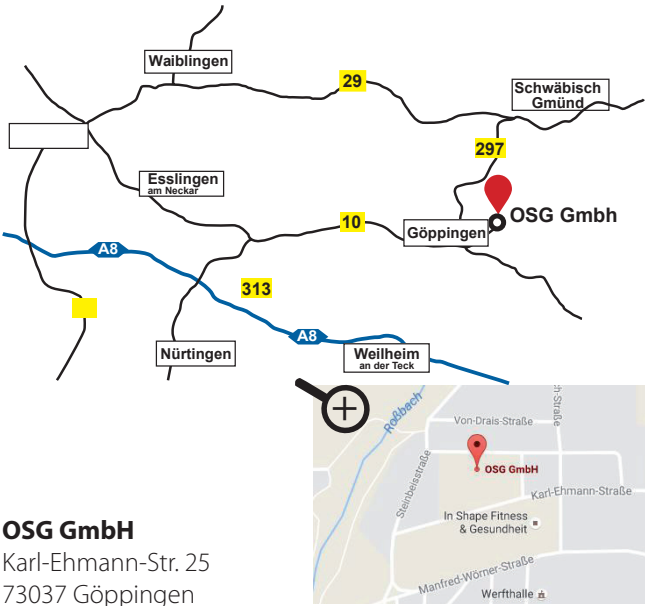 Waiblingen
29
Schwäbisch
Gmünd
297
Esslingen
am Neckar
OSG Gmbh
10
Göppingen
A8
313
A8
Nürtingen
Weilheim
an der Teck
Roßbach
ch-Straße
Von-Drais-Straße
Steinbeisstraße
OSG GmbH
Karl-Ehmann-Straße
In Shape Fitness
& Gesundheit
Manfred-Wörner-Straße
Werfthalle
OSG GmbH
Karl-Ehmann-Str. 25
73037 Göppingen